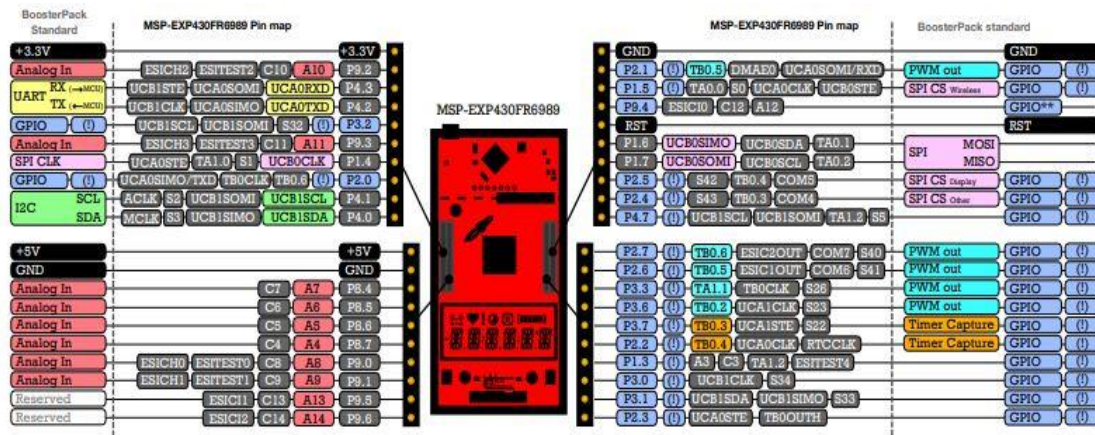 BoosterPack
Standard
MSP-EXP430FR6989 Pin map
+3.3V +3.3V
Analog In ESICH2 ESITEST2 C10 A10 P9.2
UART RX (→MCU) UCB1STE UCA0SOMI UCA0RXD P4.3
TX (←MCU) UCB1CLK UCA0SIMO UCA0TXD P4.2
GPIO (!) UCB1SCL UCB1SOMI S32 (!) P3.2
Analog In ESICH3 ESITEST3 C11 A11 P9.3
SPI CLK UCA0STE TA1.0 S1 UCB0CLK P1.4
GPIO (!) UCA0SIMO/TXD TB0CLK TB0.6 (!) P2.0
I2C SCL ACLK S2 UCB1SOMI UCB1SCL P4.1
SDA MCLK S3 UCB1SIMO UCB1SDA P4.0
+5V +5V
GND GND
Analog In C7 A7 P8.4
Analog In C6 A6 P8.5
Analog In C5 A5 P8.6
Analog In C4 A4 P8.7
Analog In ESICH0 ESITEST0 C8 A8 P9.0
Analog In ESICH1 ESITEST1 C9 A9 P9.1
Reserved ESICI1 C13 A13 P9.5
Reserved ESICI2 C14 A14 P9.6
MSP-EXP430FR6989
MSP-EXP430FR6989 Pin map
BoosterPack standard
GND GND
P2.1 (!) TB0.5 DMAE0 UCA0SOMI/RXD PWM out GPIO (!)
P1.5 (!) TA0.0 S0 UCA0CLK UCB0STE SPI CS Wireless GPIO (!)
P9.4 ESICI0 C12 A12 GPIO**
RST RST
P1.6 UCB0SIMO UCB0SDA TA0.1 SPI MOSI
P1.7 UCB0SOMI UCB0SCL TA0.2 MISO
P2.5 (!) S42 TB0.4 COM5 SPI CS Display GPIO (!)
P2.4 (!) S43 TB0.3 COM4 SPI CS Other GPIO (!)
P4.7 UCB1SCL UCB1SOMI TA1.2 S5 GPIO (!)
P2.7 (!) TB0.6 ESIC2OUT COM7 S40 PWM out GPIO (!)
P2.6 (!) TB0.5 ESIC1OUT COM6 S41 PWM out GPIO (!)
P3.3 (!) TA1.1 TB0CLK S26 PWM out GPIO (!)
P3.6 (!) TB0.2 UCA1CLK S23 PWM out GPIO (!)
P3.7 (!) TB0.3 UCA1STE S22 Timer Capture GPIO (!)
P2.2 (!) TB0.4 UCA0CLK RTCCLK Timer Capture GPIO (!)
P1.3 (!) A3 C3 TA1.2 ESITEST4 GPIO (!)
P3.0 (!) UCB1CLK S34 GPIO (!)
P3.1 (!) UCB1SDA UCB1SIMO S33 GPIO (!)
P2.3 (!) UCA0STE TB0OUTH GPIO (!)